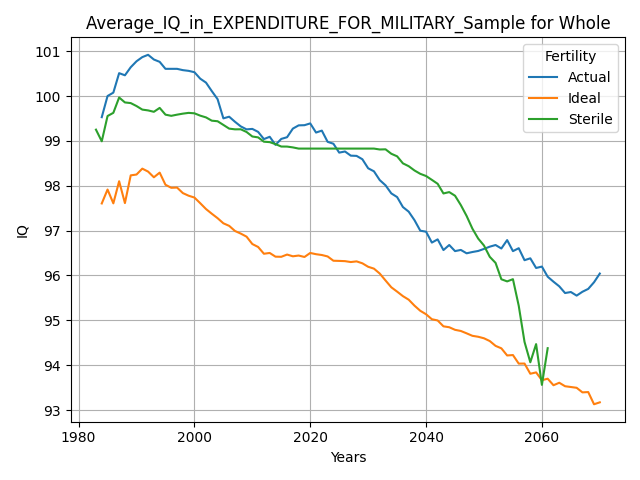 Average_IQ_in_EXPENDITURE_FOR_MILITARY_Sample for Whole
Fertility
Actual
Ideal
Sterile
IQ
101
100
99
98
97
96
95
94
93
1980
2000
2020
2040
2060
Years